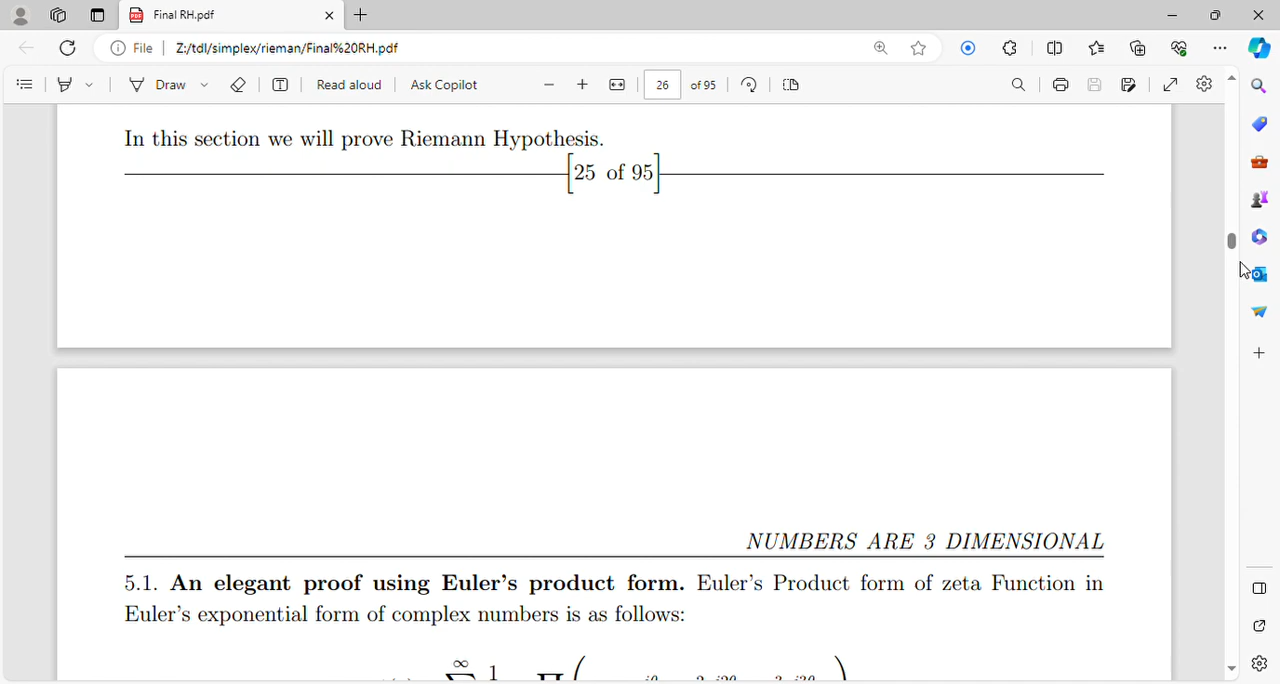 Final RH.pdf
File
Z:/tdl/simplex/rieman/Final%20RH.pdf
Draw
Read aloud
Ask Copilot
26 of 95
In this section we will prove Riemann Hypothesis.
[25 of 95]
NUMBERS ARE 3 DIMENSIONAL
5.1. An elegant proof using Euler's product form. Euler's Product form of zeta Function in
Euler's exponential form of complex numbers is as follows: